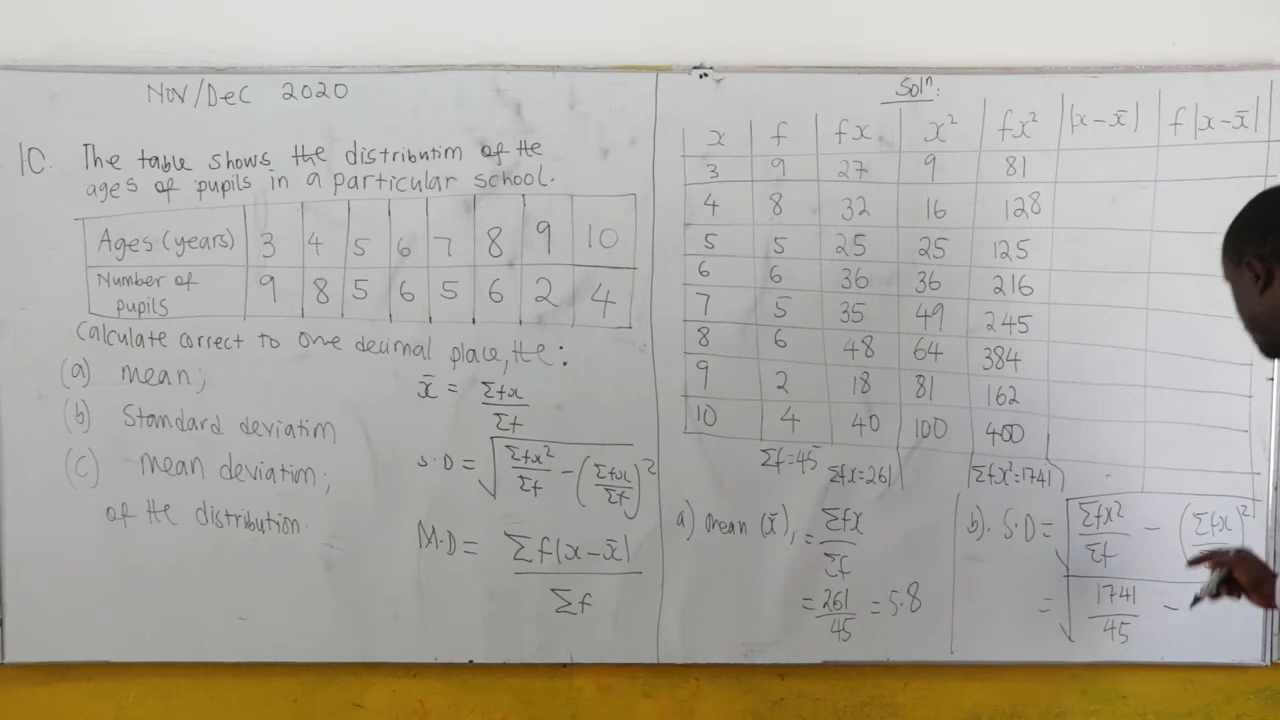 Nov/Dec 2020
10. The table shows the distributim of the
ages of pupils in a particular school.
Ages (years) 3 4 5 6 7 8 9 10
Number of pupils 9 8 5 6 5 6 2 4
Calculate correct to one decimal place, the:
(a) mean;
(b) Standard deviatim
(c) mean deviatim;
of the distributim.
x̄ = Σfx/Σf
S.D = √(Σfx²/Σf − (Σfx/Σf)²)
M.D = Σf|x−x̄|/Σf
Solⁿ:
x f fx x² fx² |x−x̄| f|x−x̄|
3 9 27 9 81
4 8 32 16 128
5 5 25 25 125
6 6 36 36 216
7 5 35 49 245
8 6 48 64 384
9 2 18 81 162
10 4 40 100 400
Σf=45 Σfx=261 Σfx²=1741
a) mean (x̄), = Σfx/Σf
= 261/45 = 5.8
b). S.D = √(Σfx²/Σf − (Σfx
= √(1741/45 −